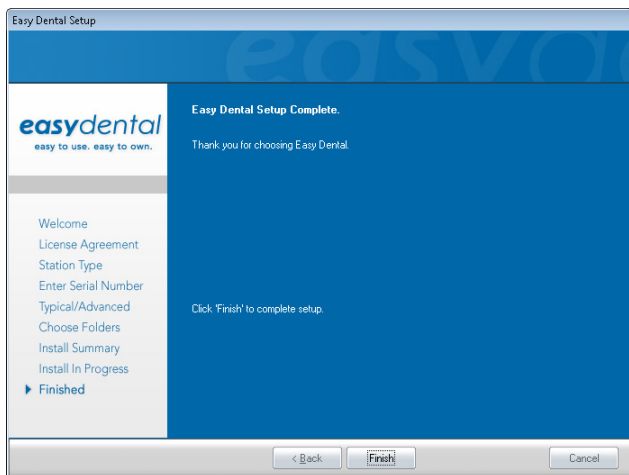 Easy Dental Setup
easyde
easydental
easy to use. easy to own.
Easy Dental Setup Complete.
Thank you for choosing Easy Dental.
Welcome
License Agreement
Station Type
Enter Serial Number
Typical/Advanced
Choose Folders
Install Summary
Install In Progress
Finished
Click 'Finish' to complete setup.
< Back
Finish
Cancel